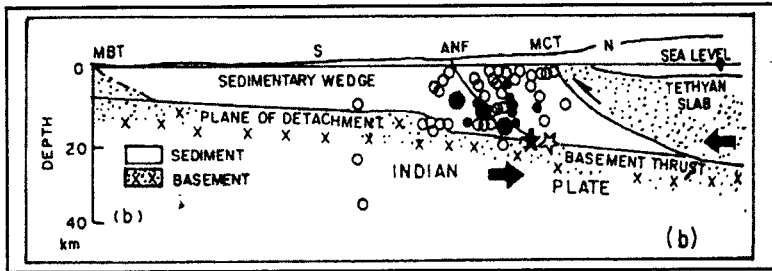 MBT S ANF MCT N
SEA LEVEL
0
SEDIMENTARY WEDGE
TETHYAN
SLAB
PLANE OF DETACHMENT
DEPTH
20
SEDIMENT
BASEMENT THRUST
BASEMENT
INDIAN
PLATE
(b)
(b)
40
km